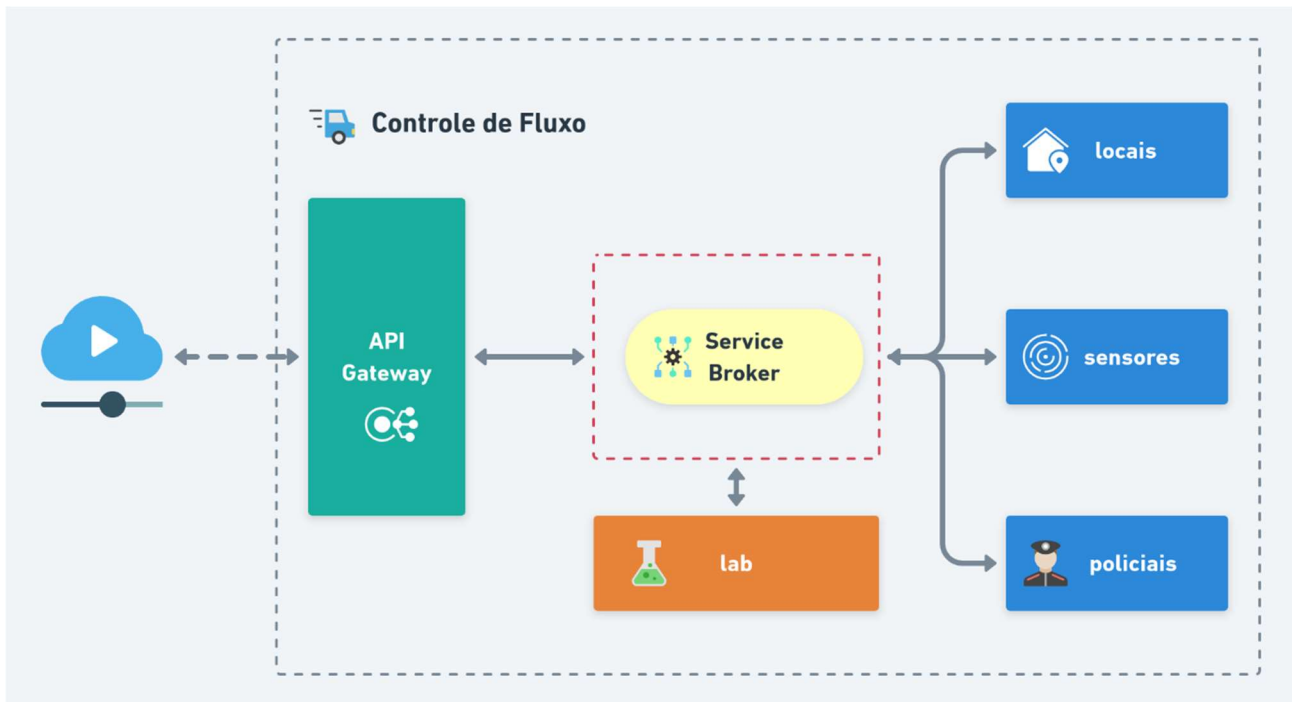 Controle de Fluxo
API
Gateway
Service
Broker
lab
locais
sensores
policiais